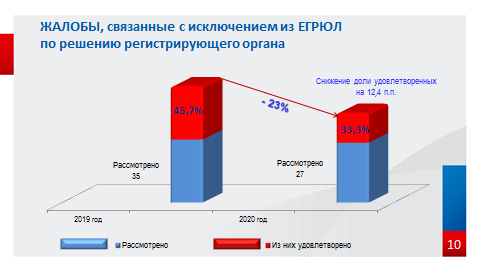 ЖАЛОБЫ, связанные с исключением из ЕГРЮЛ
по решению регистрирующего органа
Снижение доли удовлетворенных
на 12,4 п.п.
45,7%
- 23%
33,3%
Рассмотрено
35
Рассмотрено
27
2019 год
2020 год
Рассмотрено
Из них удовлетворено
10